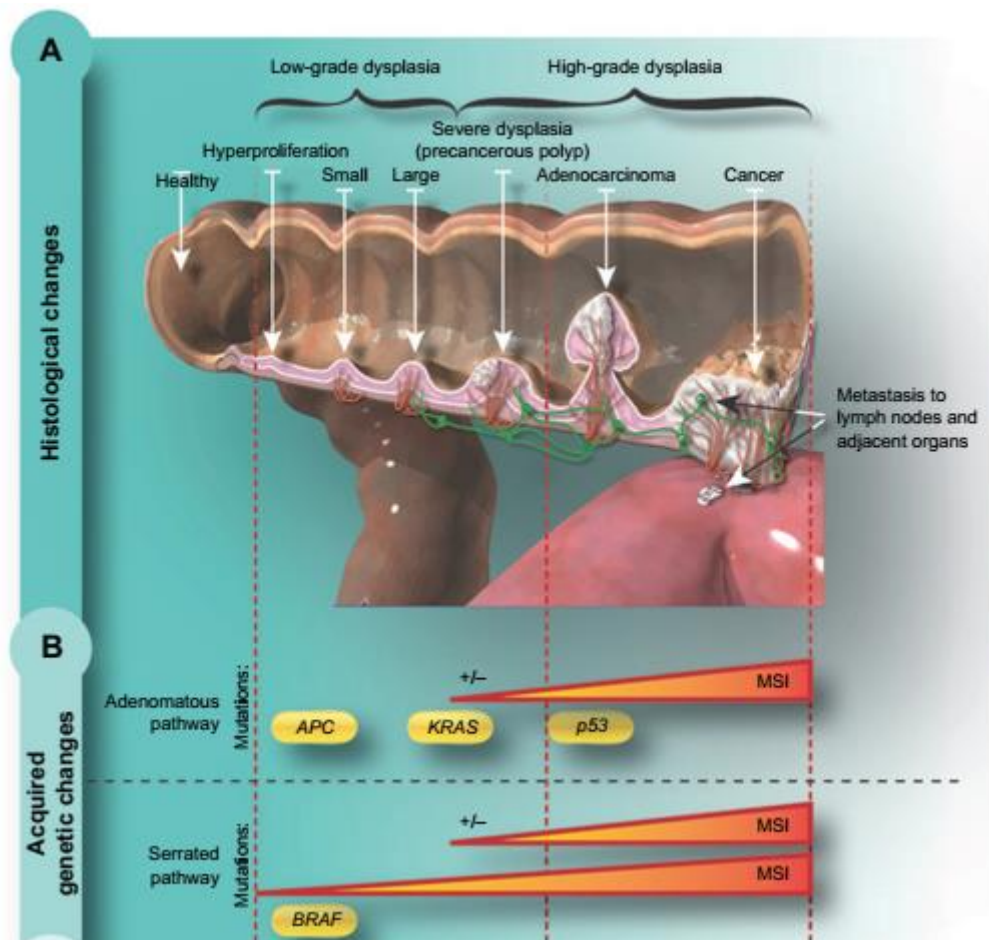 A
Histological changes
Low-grade dysplasia
High-grade dysplasia
Healthy
Hyperproliferation
Small
Large
Severe dysplasia
(precancerous polyp)
Adenocarcinoma
Cancer
Metastasis to
lymph nodes and
adjacent organs
B
Acquired
genetic changes
Adenomatous
pathway
Mutations:
+/–
MSI
APC
KRAS
p53
Serrated
pathway
Mutations:
+/–
MSI
MSI
BRAF